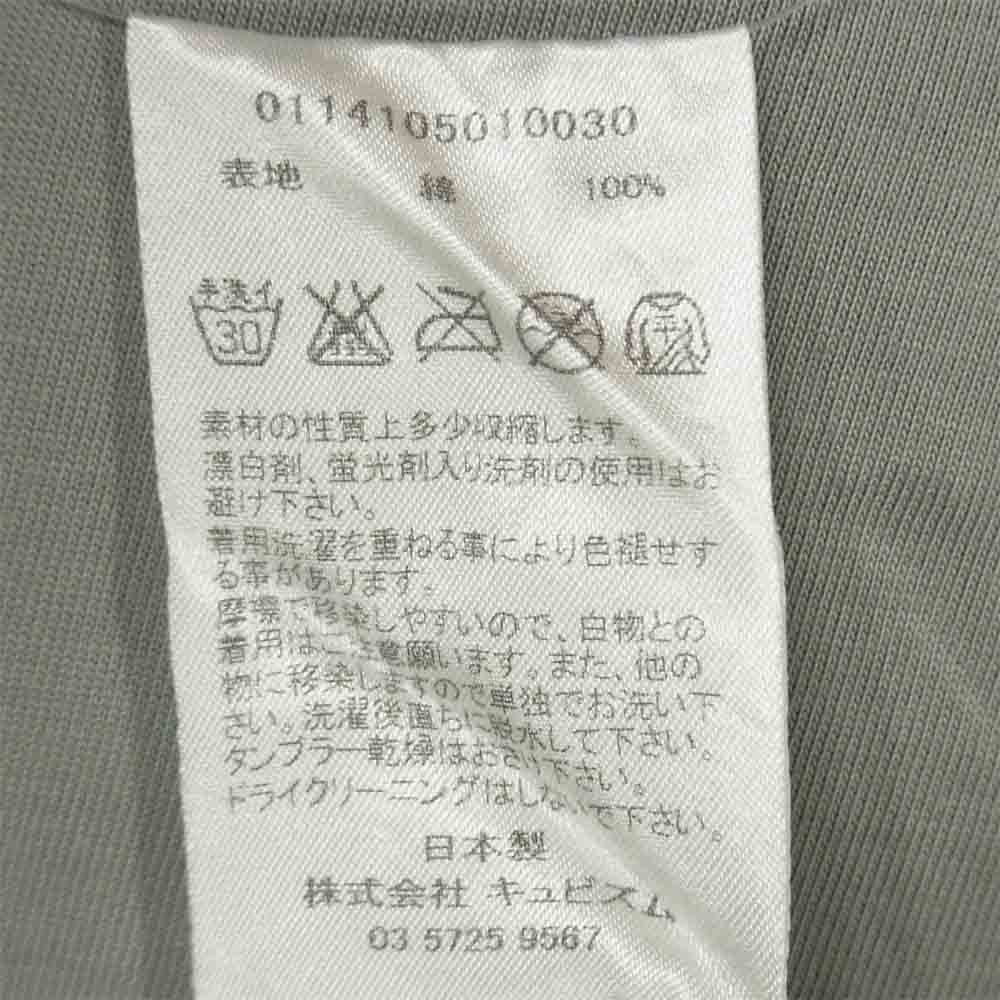 0114105010030
表地 綿 100%
手洗イ
30
エンソサラシ
平
素材の性質上多少収縮します。
漂白剤、蛍光剤入り洗剤の使用はお
避け下さい。
着用洗濯を重ねる事により色褪せす
る事があります。
摩擦で移染しやすいので、白物との
着用はご注意願います。また、他の
物に移染しますので単独でお洗い下
さい。洗濯後直ちに脱水して下さい。
タンブラー乾燥はおさけ下さい。
ドライクリーニングはしないで下さい。
日本製
株式会社 キュビズム
03 5725 9567